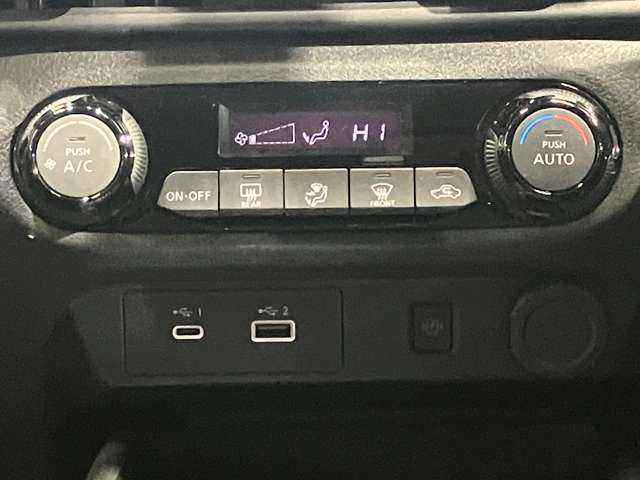 HI
PUSH
A/C
PUSH
AUTO
ON·OFF
REAR
FRONT
1
2